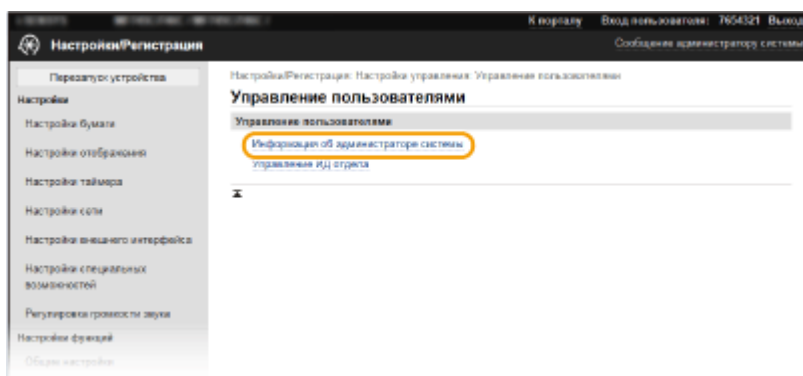 К порталу Вход пользователя: 7654321 Выход
Настройки/Регистрация
Сообщение администратору системы
Перезапуск устройства
Настройки/Регистрация: Настройка управления: Управление пользователями
Настройки
Управление пользователями
Настройка бумаги
Управление пользователями
Информация об администраторе системы
Настройки отображения
Управление ИД отдела
Настройки таймера
Настройки сети
Настройки внешнего интерфейса
Настройки специальных
возможностей
Регулировка громкости звука
Настройки функций
Общие настройки